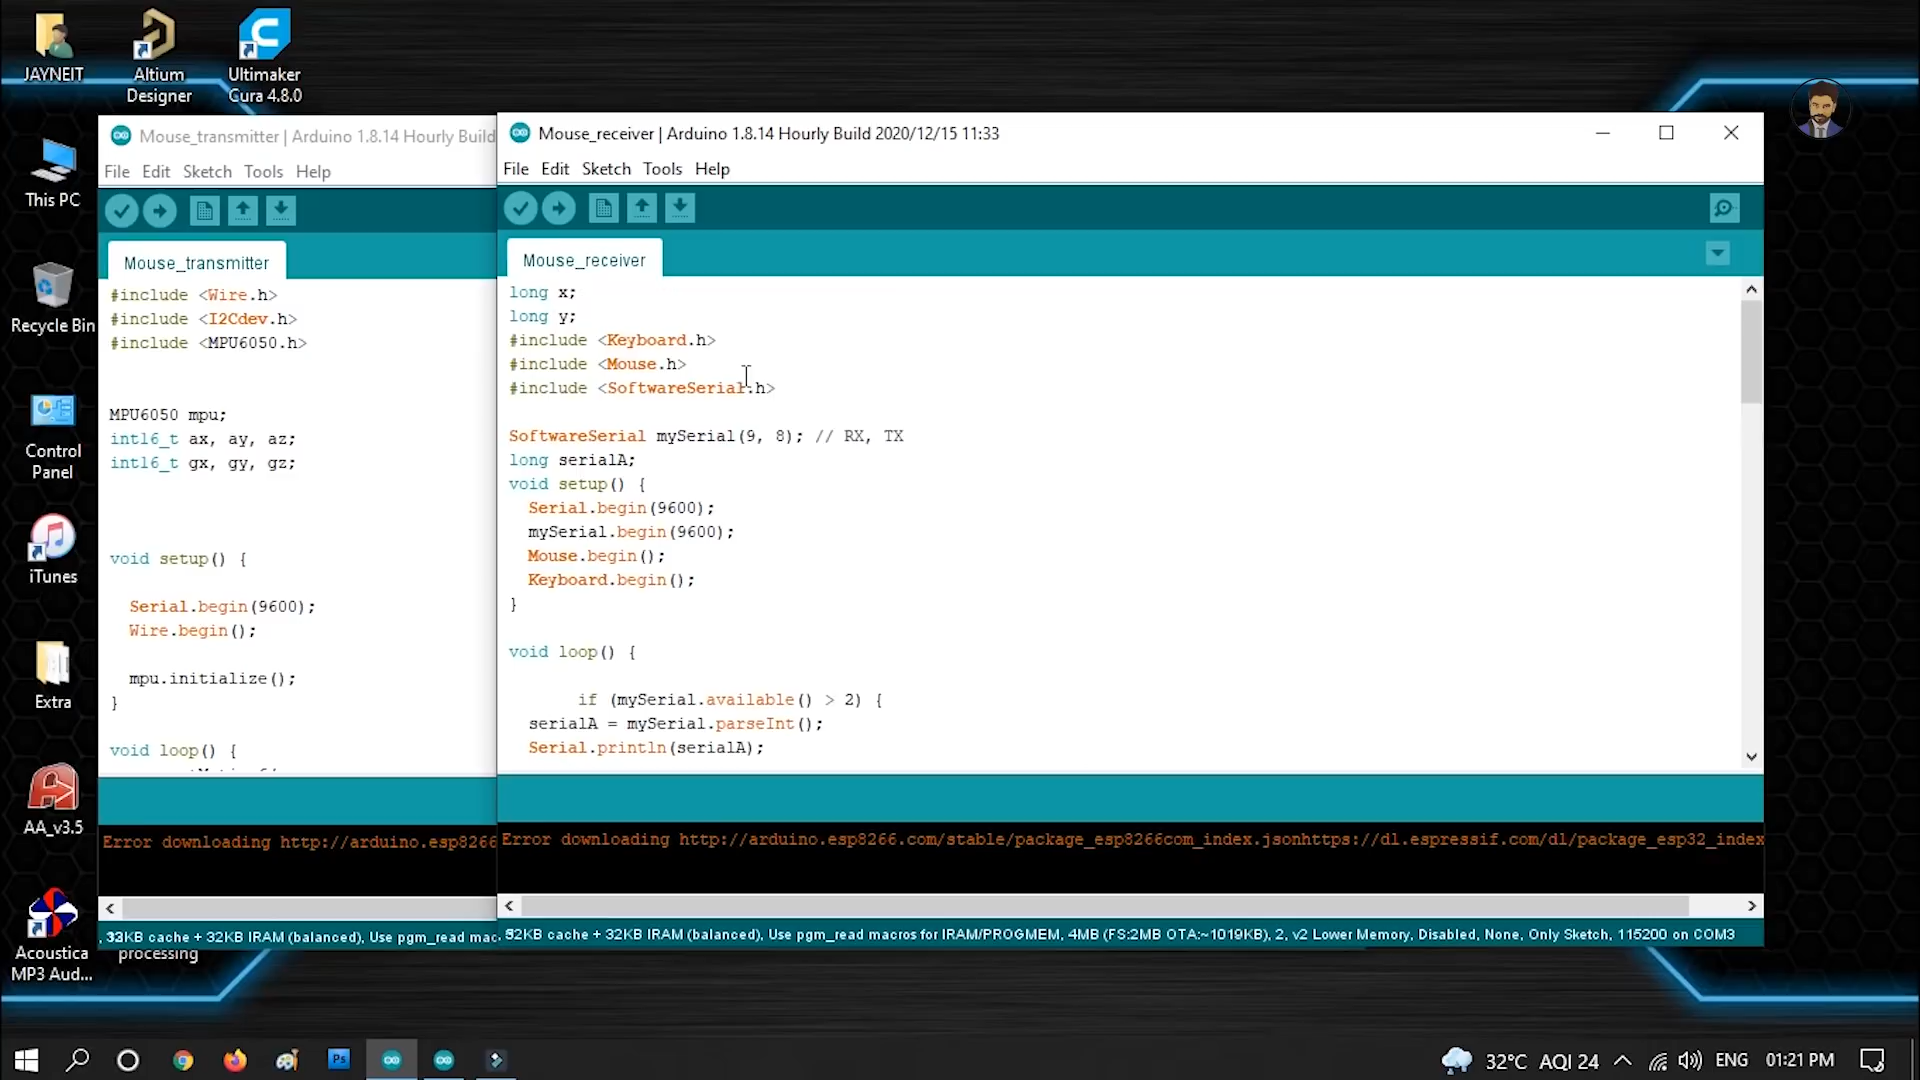 JAYNEIT
Altium
Designer
Ultimaker
Cura 4.8.0
This PC
Recycle Bin
Control
Panel
iTunes
Extra
AA_v3.5
Acoustica
MP3 Aud...
processing
Mouse_transmitter | Arduino 1.8.14 Hourly Build
File Edit Sketch Tools Help
Mouse_transmitter
#include <Wire.h>
#include <I2Cdev.h>
#include <MPU6050.h>
MPU6050 mpu;
int16_t ax, ay, az;
int16_t gx, gy, gz;
void setup() {
Serial.begin(9600);
Wire.begin();
mpu.initialize();
}
void loop() {
Error downloading http://arduino.esp8266
KB cache + 32KB IRAM (balanced), Use pgm_read mac
Mouse_receiver | Arduino 1.8.14 Hourly Build 2020/12/15 11:33
File Edit Sketch Tools Help
Mouse_receiver
long x;
long y;
#include <Keyboard.h>
#include <Mouse.h>
#include <SoftwareSerial.h>
SoftwareSerial mySerial(9, 8); // RX, TX
long serialA;
void setup() {
Serial.begin(9600);
mySerial.begin(9600);
Mouse.begin();
Keyboard.begin();
}
void loop() {
if (mySerial.available() > 2) {
serialA = mySerial.parseInt();
Serial.println(serialA);
Error downloading http://arduino.esp8266.com/stable/package_esp8266com_index.jsonhttps://dl.espressif.com/dl/package_esp32_index
32KB cache + 32KB IRAM (balanced), Use pgm_read macros for IRAM/PROGMEM, 4MB (FS:2MB OTA:~1019KB), 2, v2 Lower Memory, Disabled, None, Only Sketch, 115200 on COM3
Ps
32°C AQI 24
ENG
01:21 PM